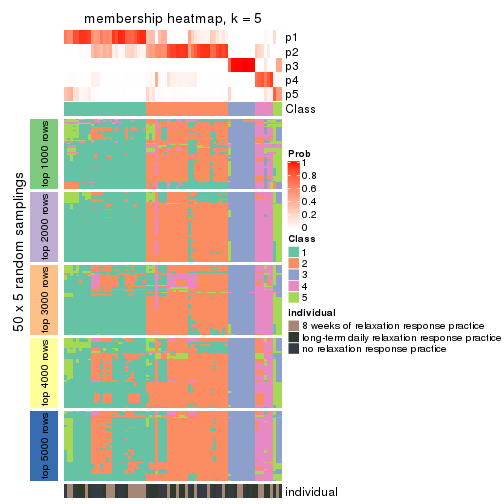 membership heatmap, k = 5
p1
p2
p3
p4
p5
Class
50 x 5 random samplings
top 1000 rows
top 2000 rows
top 3000 rows
top 4000 rows
top 5000 rows
individual
Prob
1
0.8
0.6
0.4
0.2
0
Class
1
2
3
4
5
individual
8 weeks of relaxation response practice
long-term daily relaxation response practice
no relaxation response practice